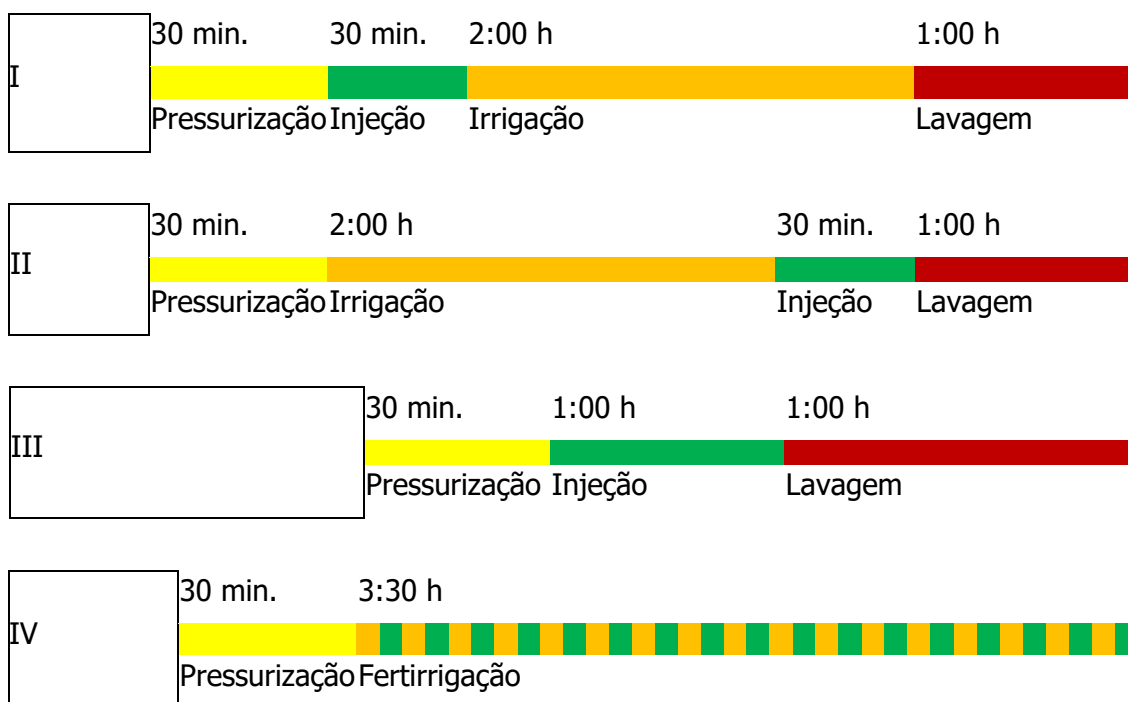 30 min. 30 min. 2:00 h 1:00 h
I
Pressurização Injeção Irrigação Lavagem
30 min. 2:00 h 30 min. 1:00 h
II
Pressurização Irrigação Injeção Lavagem
30 min. 1:00 h 1:00 h
III
Pressurização Injeção Lavagem
30 min. 3:30 h
IV
Pressurização Fertirrigação